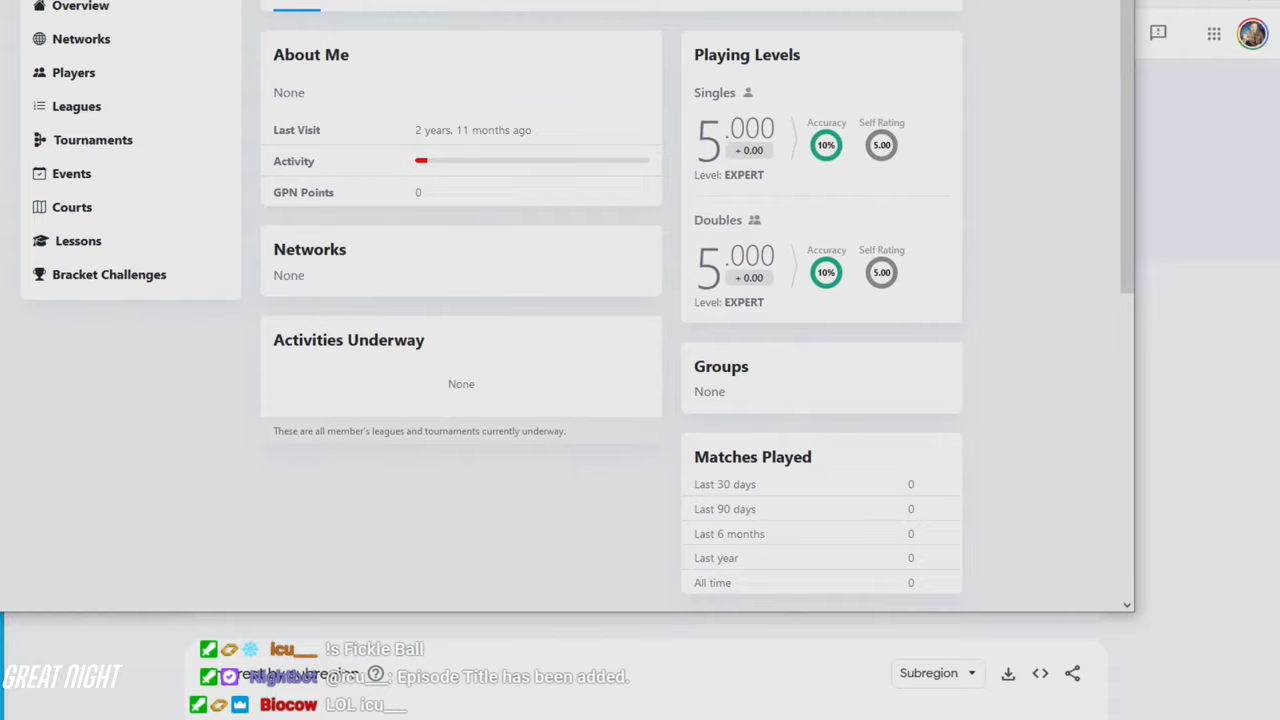 Overview
Networks
Players
Leagues
Tournaments
Events
Courts
Lessons
Bracket Challenges
About Me
None
Last Visit 2 years, 11 months ago
Activity
GPN Points 0
Networks
None
Activities Underway
None
These are all member's leagues and tournaments currently underway.
Playing Levels
Singles
5.000 + 0.00
Accuracy 10%
Self Rating 5.00
Level: EXPERT
Doubles
5.000 + 0.00
Accuracy 10%
Self Rating 5.00
Level: EXPERT
Groups
None
Matches Played
Last 30 days 0
Last 90 days 0
Last 6 months 0
Last year 0
All time 0
icu__ !s Fickle Ball
Nightbot @icu__: Episode Title has been added.
Biocow LOL icu__
Subregion
GREAT NIGHT